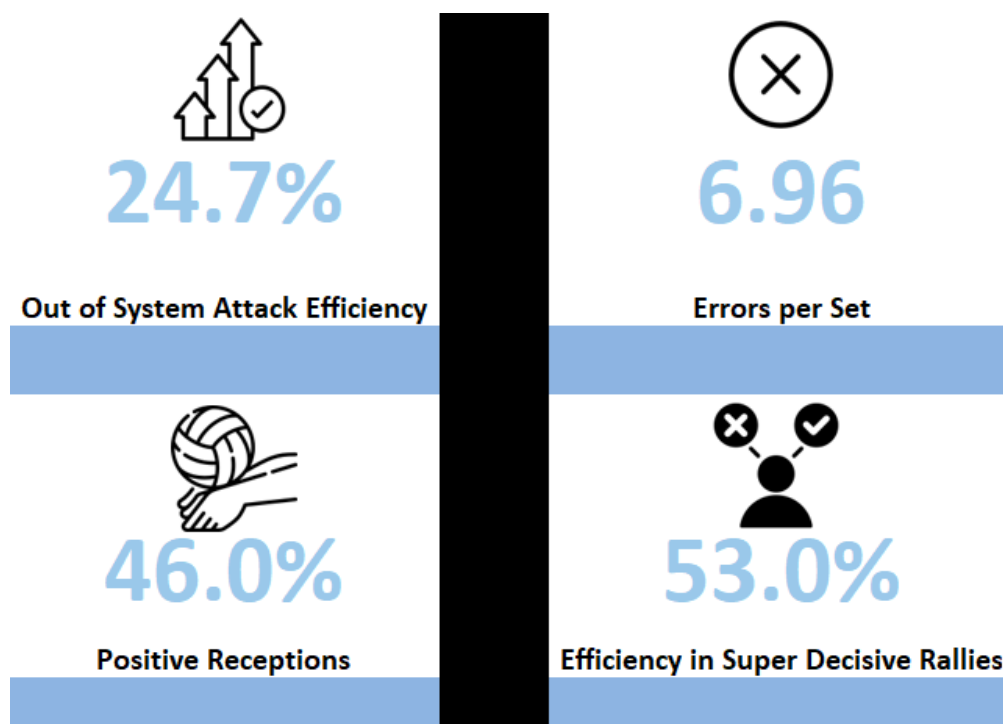 24.7%
6.96
Out of System Attack Efficiency
Errors per Set
46.0%
53.0%
Positive Receptions
Efficiency in Super Decisive Rallies